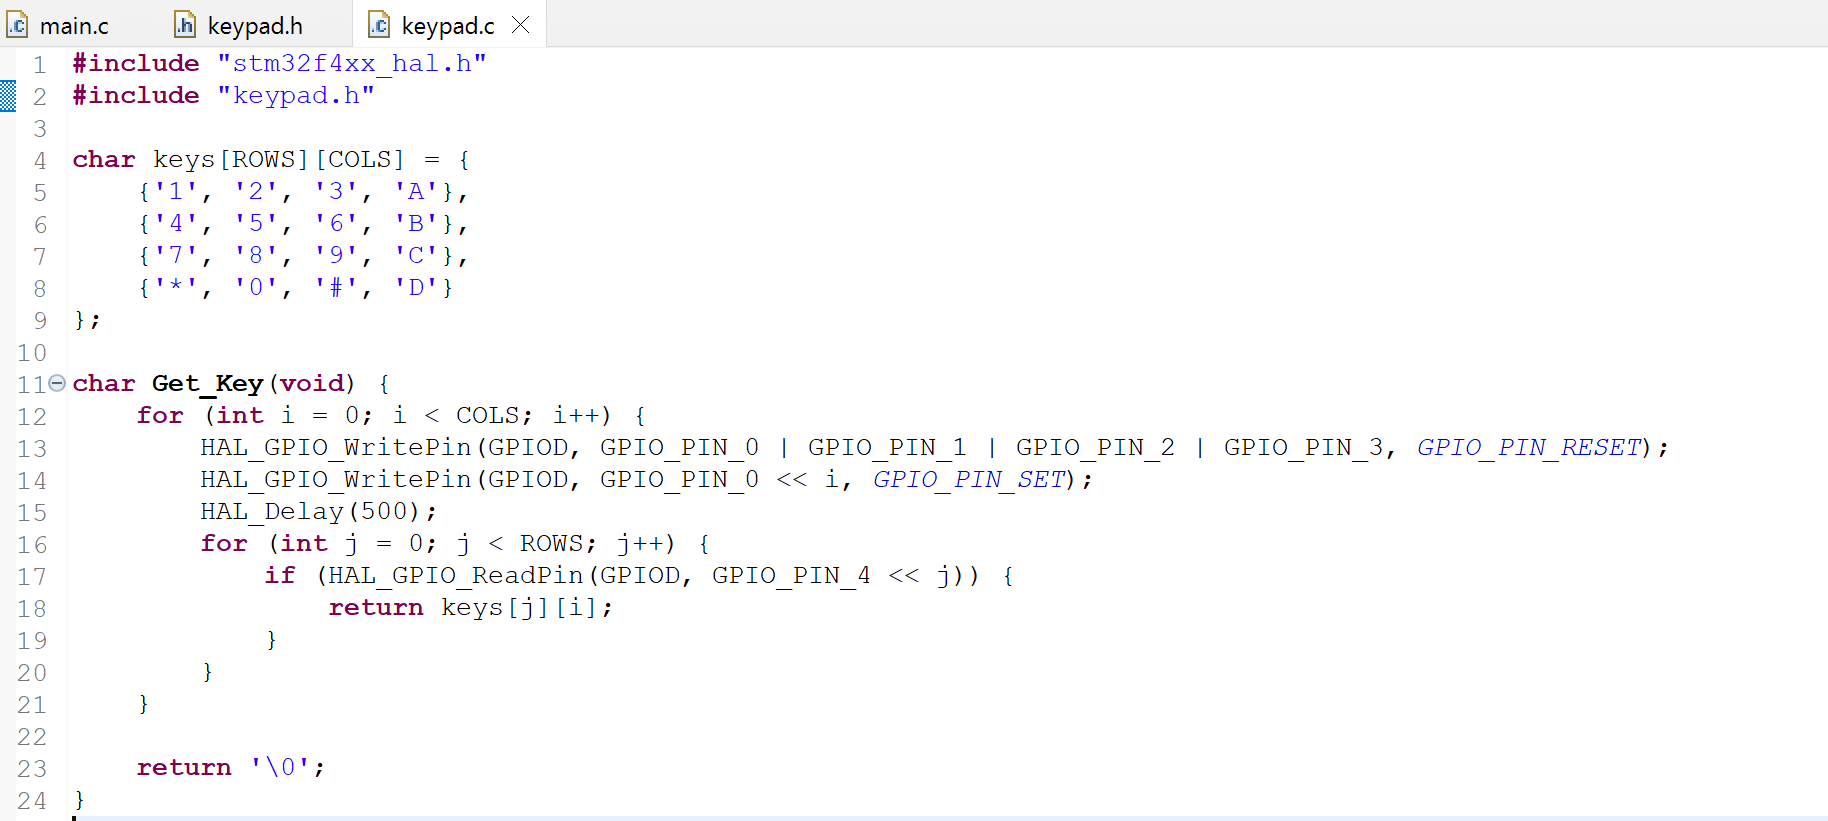 main.c keypad.h keypad.c
1 #include "stm32f4xx_hal.h"
2 #include "keypad.h"
3
4 char keys[ROWS][COLS] = {
5     {'1', '2', '3', 'A'},
6     {'4', '5', '6', 'B'},
7     {'7', '8', '9', 'C'},
8     {'*', '0', '#', 'D'}
9 };
10
11 char Get_Key(void) {
12     for (int i = 0; i < COLS; i++) {
13         HAL_GPIO_WritePin(GPIOD, GPIO_PIN_0 | GPIO_PIN_1 | GPIO_PIN_2 | GPIO_PIN_3, GPIO_PIN_RESET);
14         HAL_GPIO_WritePin(GPIOD, GPIO_PIN_0 << i, GPIO_PIN_SET);
15         HAL_Delay(500);
16         for (int j = 0; j < ROWS; j++) {
17             if (HAL_GPIO_ReadPin(GPIOD, GPIO_PIN_4 << j)) {
18                 return keys[j][i];
19             }
20         }
21     }
22
23     return '\0';
24 }